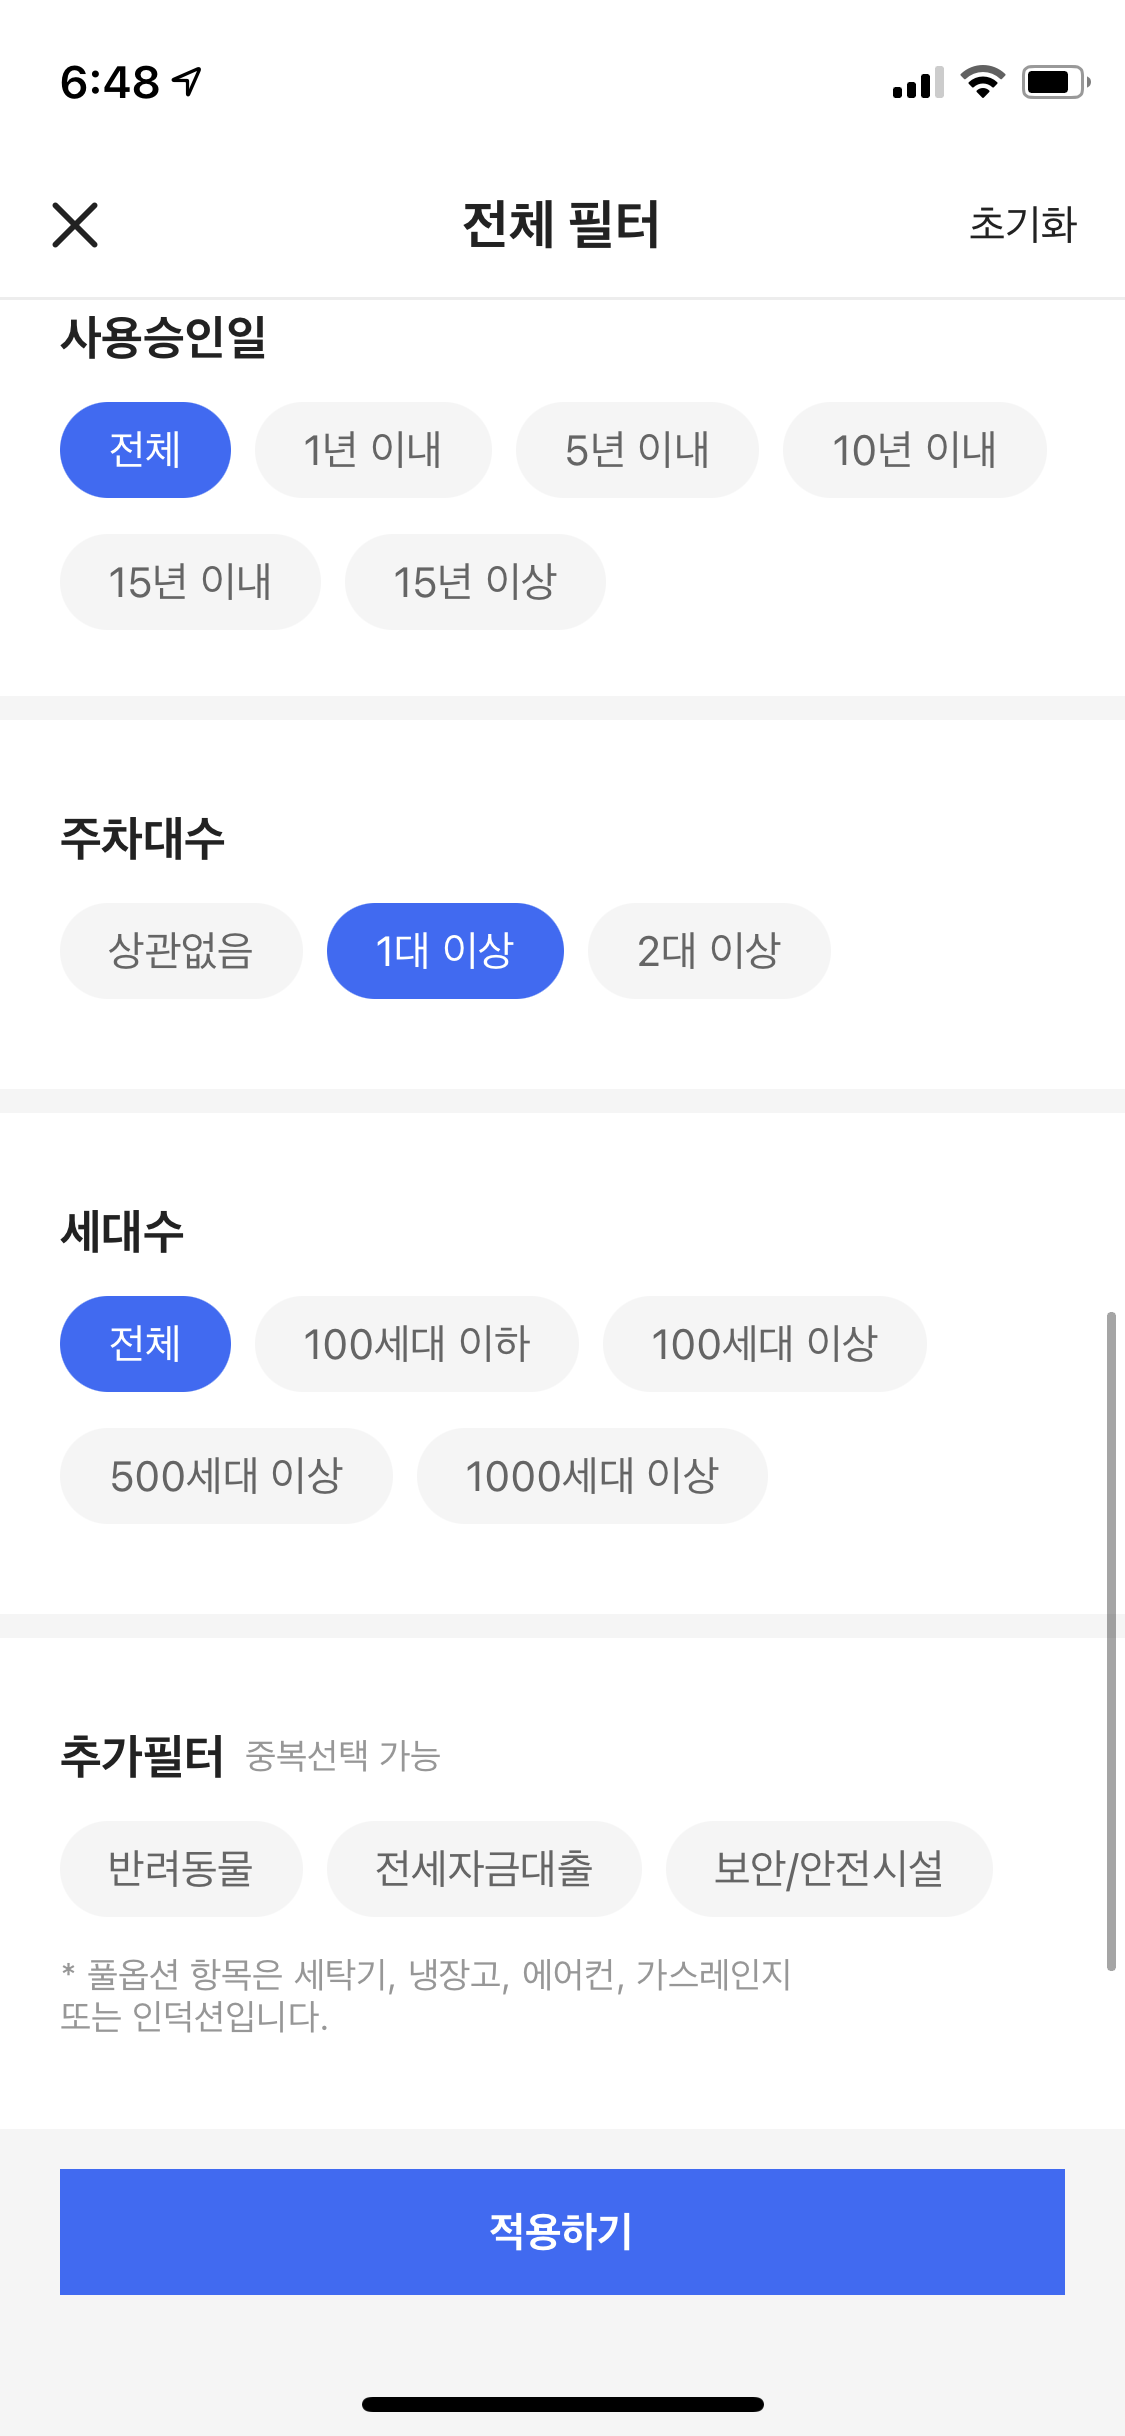 6:48
전체 필터
초기화
사용승인일
전체 1년 이내 5년 이내 10년 이내
15년 이내 15년 이상
주차대수
상관없음 1대 이상 2대 이상
세대수
전체 100세대 이하 100세대 이상
500세대 이상 1000세대 이상
추가필터 중복선택 가능
반려동물 전세자금대출 보안/안전시설
* 풀옵션 항목은 세탁기, 냉장고, 에어컨, 가스레인지
또는 인덕션입니다.
적용하기